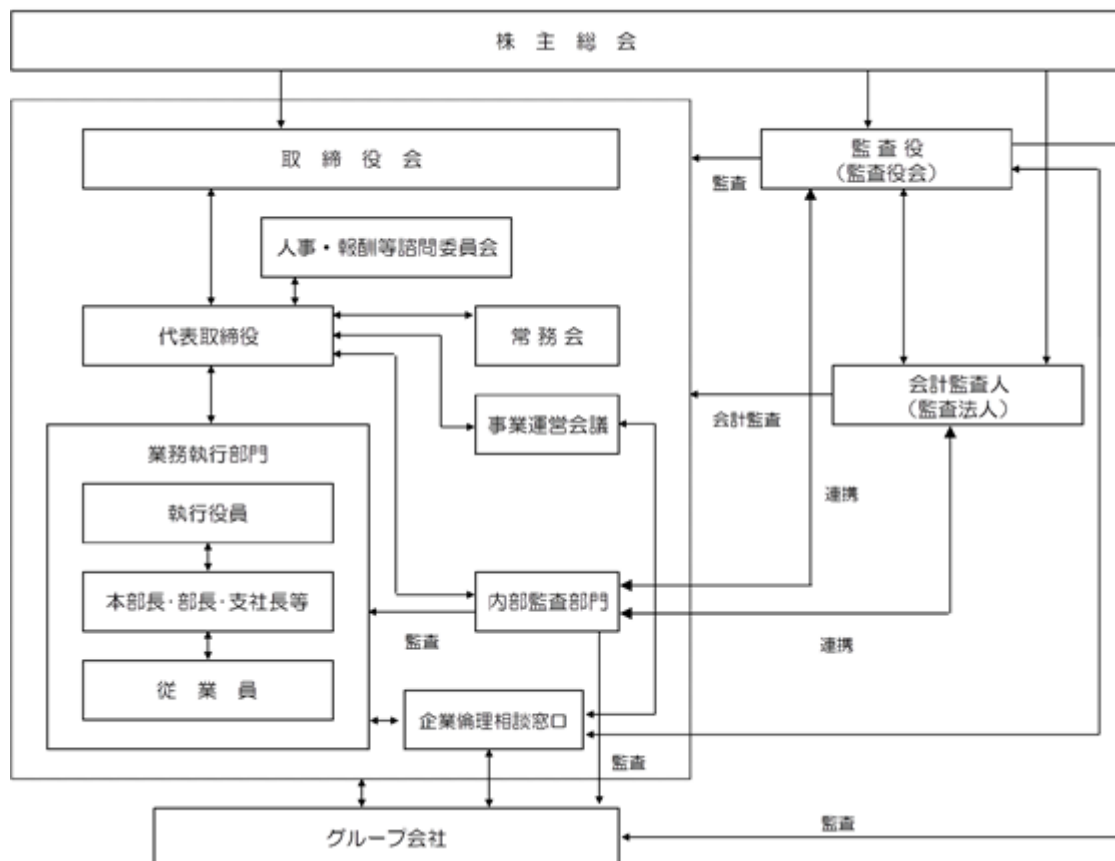 株主総会
取締役会
監査役
（監査役会）
監査
人事・報酬等諮問委員会
代表取締役
常務会
会計監査人
（監査法人）
会計監査
事業運営会議
業務執行部門
執行役員
連携
本部長・部長・支社長等
内部監査部門
監査
連携
従業員
企業倫理相談窓口
監査
グループ会社
監査